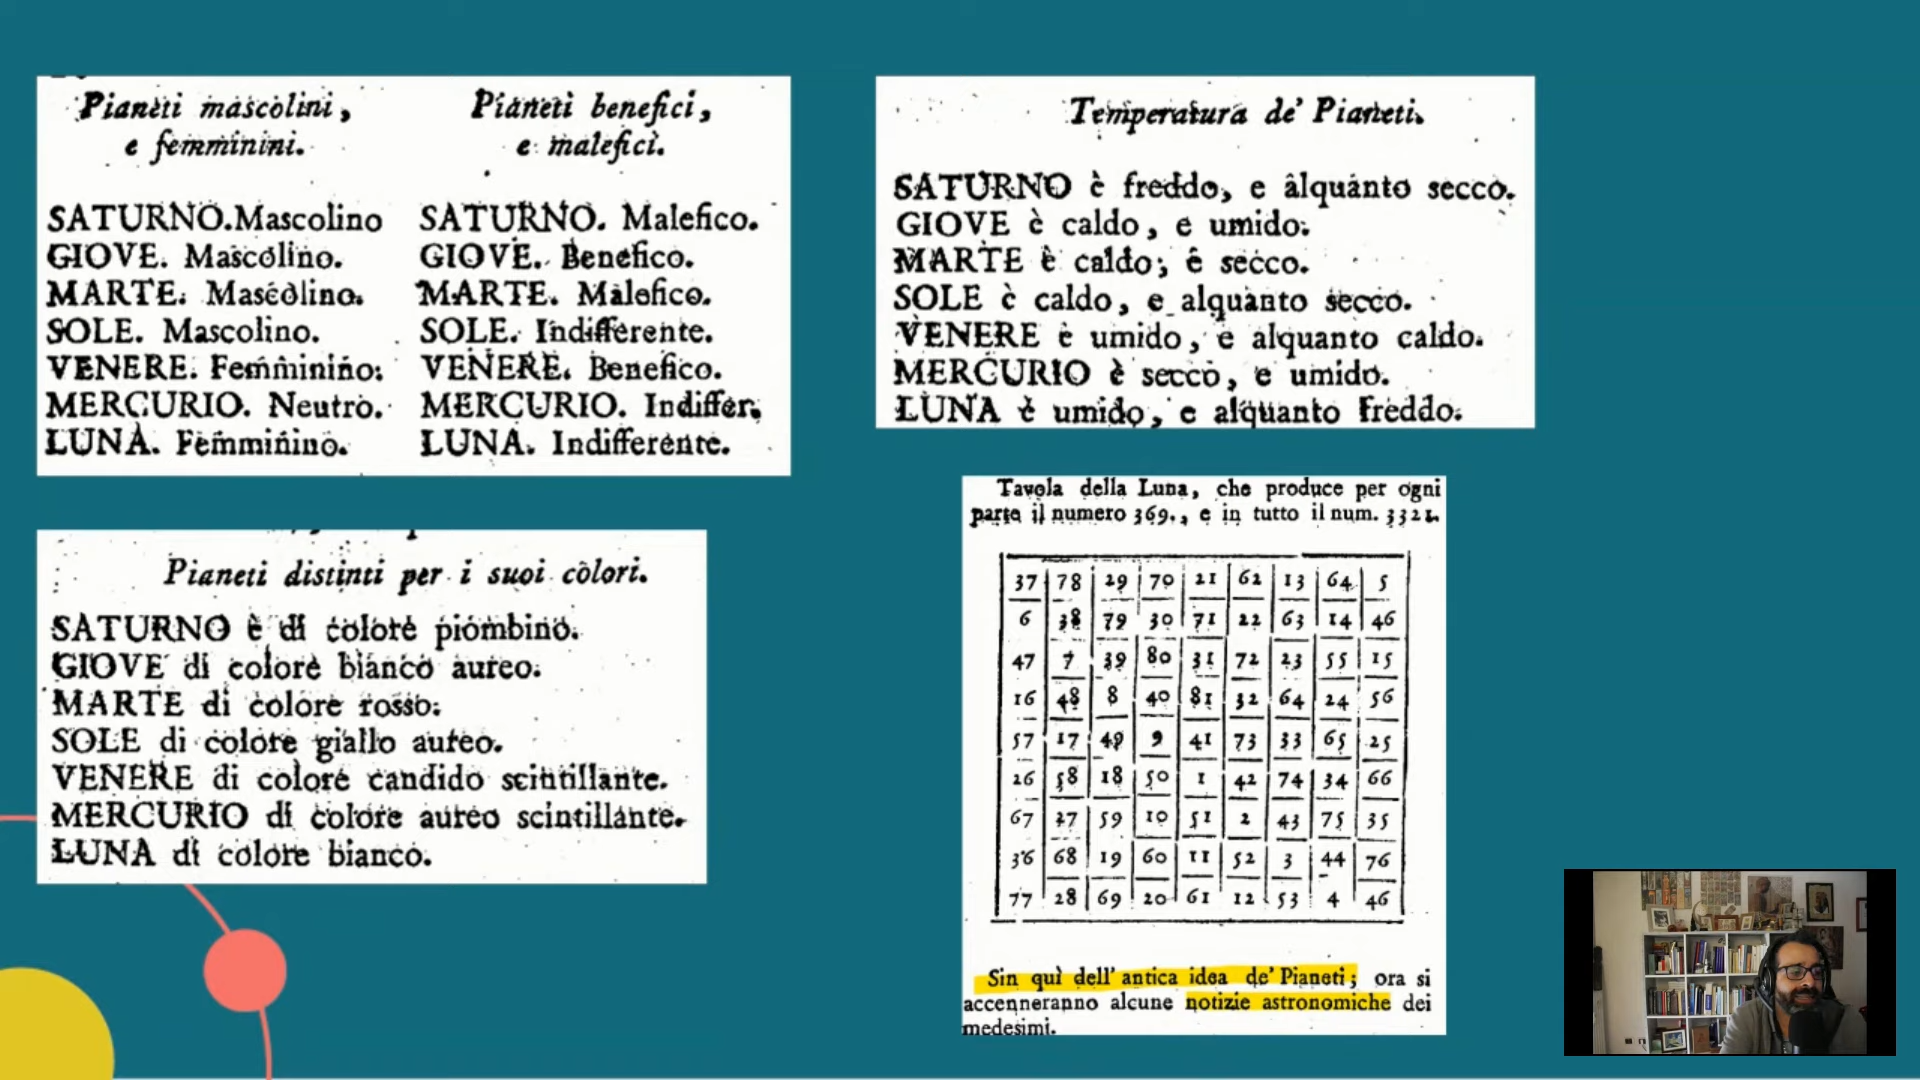 Pianeti mascolini,
e femminini.
SATURNO. Mascolino
GIOVE. Mascolino.
MARTE. Mascolino.
SOLE. Mascolino.
VENERE. Femminino.
MERCURIO. Neutro.
LUNA. Femminino.
Pianeti benefici,
e malefici.
SATURNO. Malefico.
GIOVE. Benefico.
MARTE. Malefico.
SOLE. Indifferente.
VENERE. Benefico.
MERCURIO. Indiffer.
LUNA. Indifferente.
Temperatura de' Pianeti.
SATURNO è freddo, e alquanto secco.
GIOVE è caldo, e umido.
MARTE è caldo, e secco.
SOLE è caldo, e alquanto secco.
VENERE è umido, e alquanto caldo.
MERCURIO è secco, e umido.
LUNA è umido, e alquanto freddo.
Pianeti distinti per i suoi colori.
SATURNO è di colore piombino.
GIOVE di colore bianco aureo.
MARTE di colore rosso.
SOLE di colore giallo aureo.
VENERE di colore candido scintillante.
MERCURIO di colore aureo scintillante.
LUNA di colore bianco.
Tavola della Luna, che produce per ogni
parte il numero 369., e in tutto il num. 3321.
37 78 29 70 21 62 13 64 5
6 38 79 30 71 22 63 14 46
47 7 39 80 31 72 23 55 15
16 48 8 40 81 32 64 24 56
57 17 49 9 41 73 33 65 25
26 58 18 50 1 42 74 34 66
67 27 59 10 51 2 43 75 35
36 68 19 60 11 52 3 44 76
77 28 69 20 61 12 53 4 46
Sin quì dell' antica idea de' Pianeti; ora si
accenneranno alcune notizie astronomiche dei
medesimi.